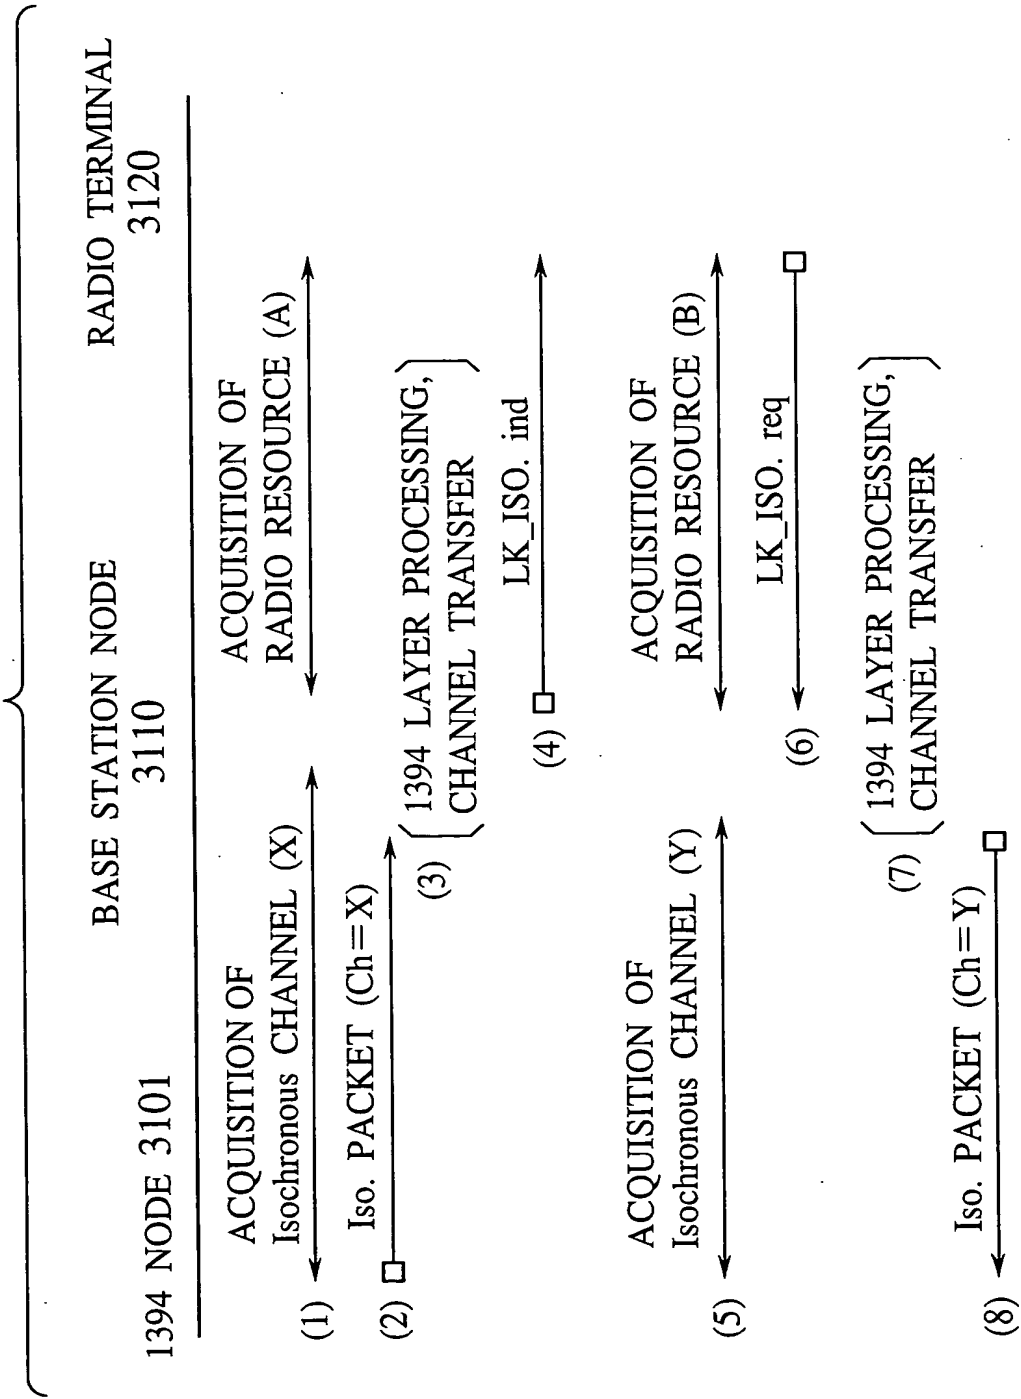 1394 NODE 3101
BASE STATION NODE
3110
RADIO TERMINAL
3120
ACQUISITION OF
Isochronous CHANNEL (X)
(1)
ACQUISITION OF
RADIO RESOURCE (A)
Iso. PACKET (Ch=X)
(2)
(3)
1394 LAYER PROCESSING,
CHANNEL TRANSFER
LK_ISO. ind
(4)
ACQUISITION OF
Isochronous CHANNEL (Y)
(5)
ACQUISITION OF
RADIO RESOURCE (B)
LK_ISO. req
(6)
(7)
1394 LAYER PROCESSING,
CHANNEL TRANSFER
Iso. PACKET (Ch=Y)
(8)